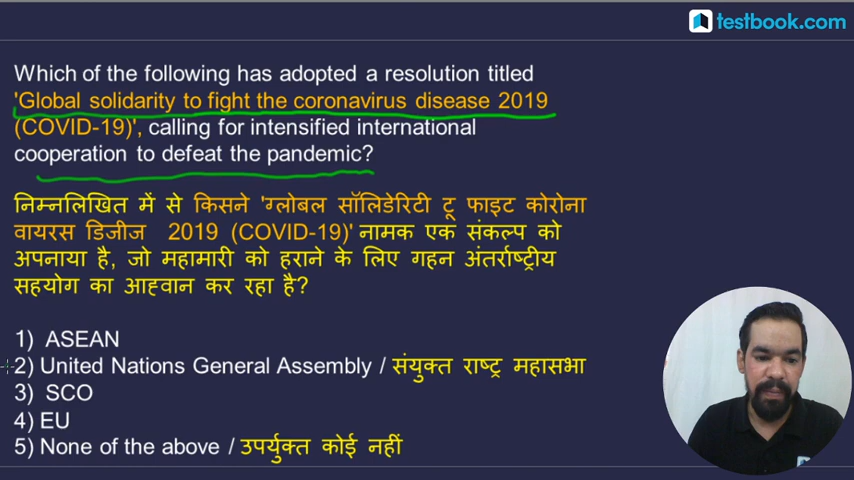 testbook.com
Which of the following has adopted a resolution titled
'Global solidarity to fight the coronavirus disease 2019
(COVID-19)', calling for intensified international
cooperation to defeat the pandemic?
निम्नलिखित में से किसने 'ग्लोबल सॉलिडेरिटी टू फाइट कोरोना
वायरस डिजीज 2019 (COVID-19)' नामक एक संकल्प को
अपनाया है, जो महामारी को हराने के लिए गहन अंतर्राष्ट्रीय
सहयोग का आह्वान कर रहा है?
1) ASEAN
2) United Nations General Assembly / संयुक्त राष्ट्र महासभा
3) SCO
4) EU
5) None of the above / उपर्युक्त कोई नहीं